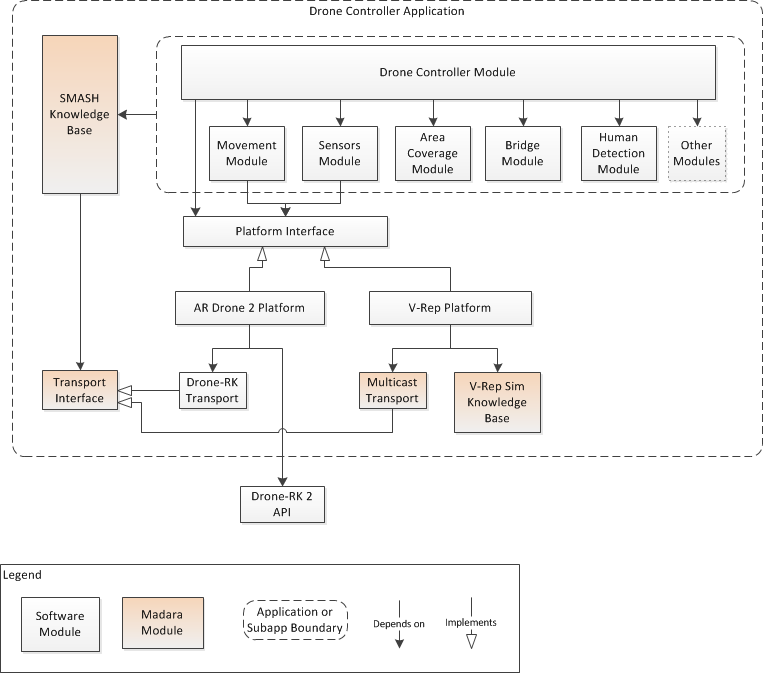 Drone Controller Application
SMASH
Knowledge
Base
Drone Controller Module
Movement
Module
Sensors
Module
Area
Coverage
Module
Bridge
Module
Human
Detection
Module
Other
Modules
Platform Interface
AR Drone 2 Platform
V-Rep Platform
Transport
Interface
Drone-RK
Transport
Multicast
Transport
V-Rep Sim
Knowledge
Base
Drone-RK 2
API
Legend
Software
Module
Madara
Module
Application or
Subapp Boundary
Depends on
Implements